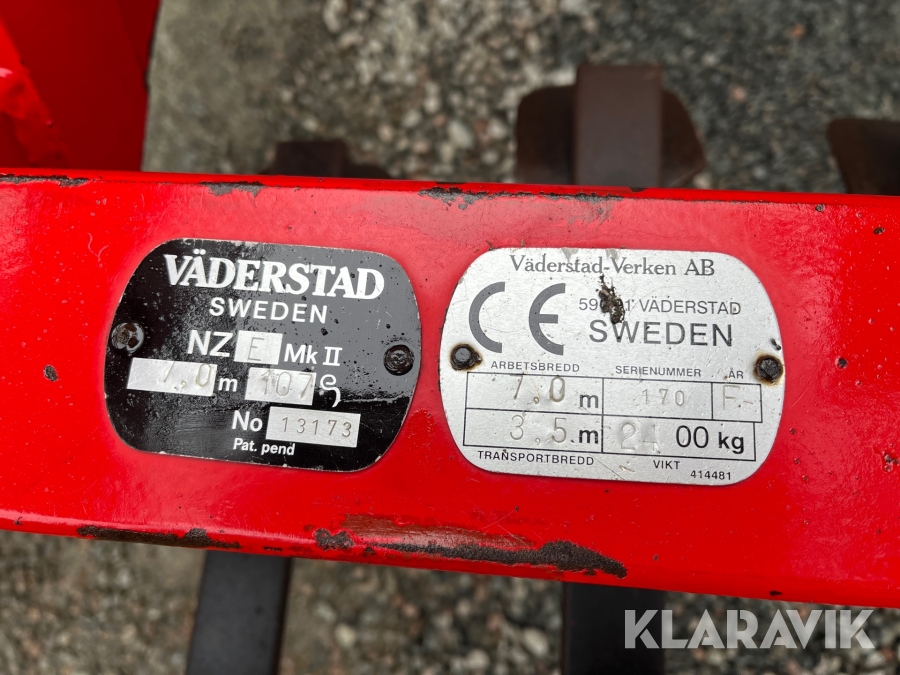 VÄDERSTAD
SWEDEN
NZ E Mk II
7,0 m 107
No 13173
Pat. pend
Väderstad-Verken AB
CE
VÄDERSTAD
SWEDEN
ARBETSBREDD SERIENUMMER ÅR
7,0 m 170 F.-
3,5 m 2400 kg
TRANSPORTBREDD VIKT
414481
KLARAVIK